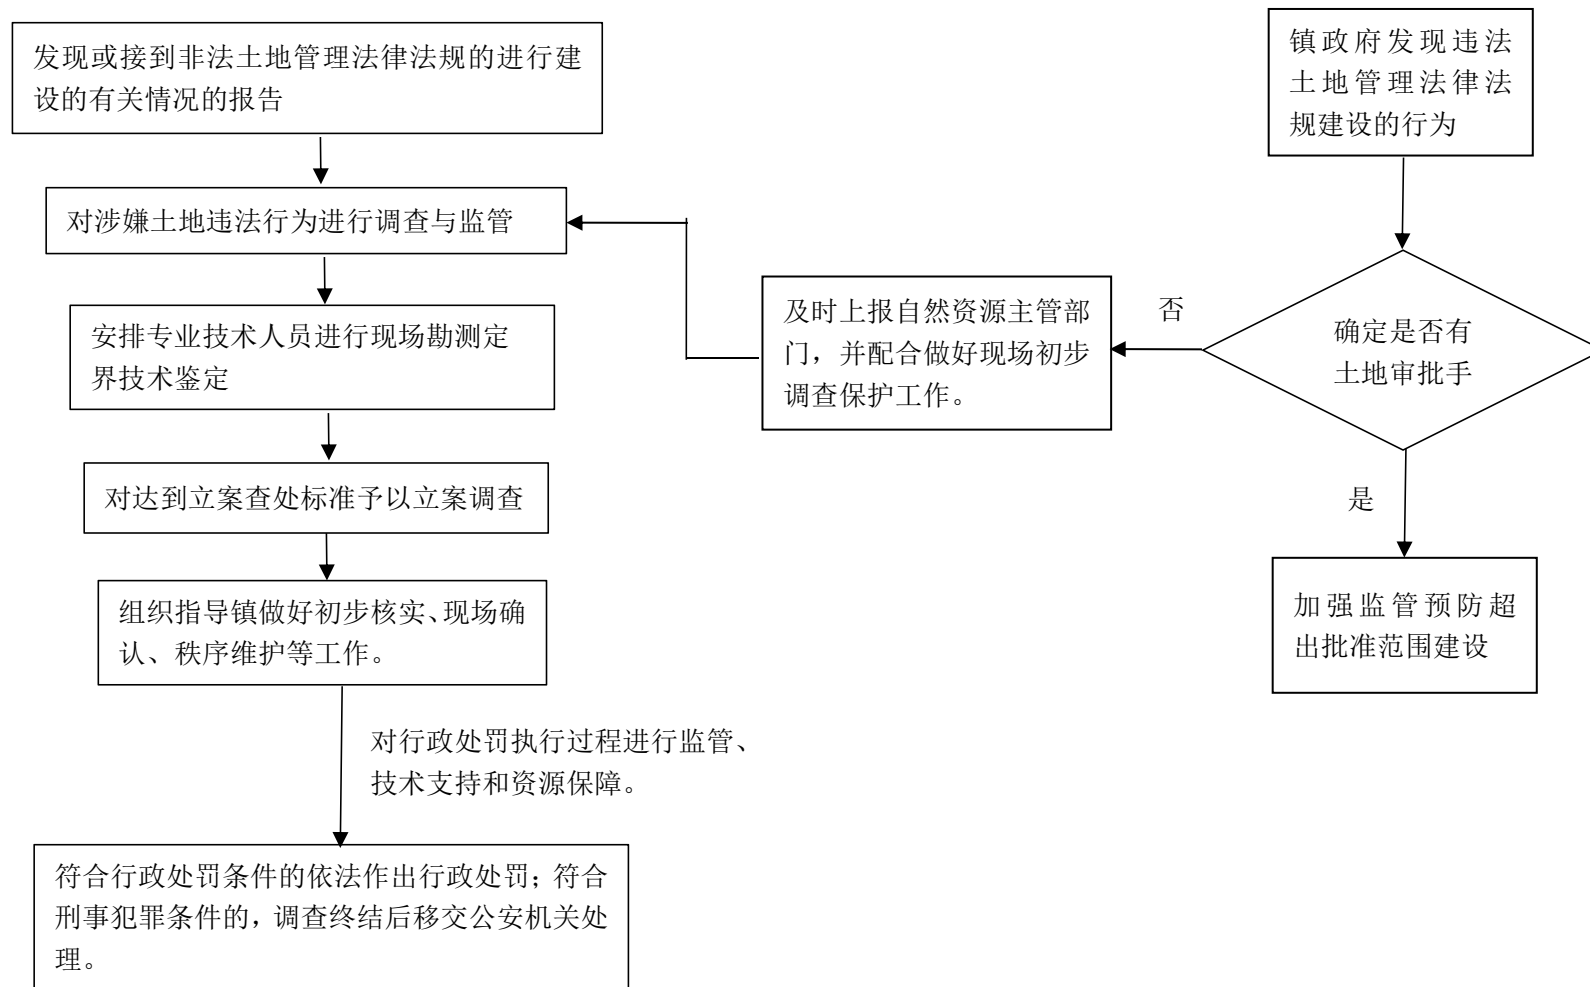 发现或接到非法土地管理法律法规的进行建
设的有关情况的报告
对涉嫌土地违法行为进行调查与监管
安排专业技术人员进行现场勘测定
界技术鉴定
对达到立案查处标准予以立案调查
组织指导镇做好初步核实、现场确
认、秩序维护等工作。
对行政处罚执行过程进行监管、
技术支持和资源保障。
符合行政处罚条件的依法作出行政处罚；符合
刑事犯罪条件的，调查终结后移交公安机关处
理。
及时上报自然资源主管部
门，并配合做好现场初步
调查保护工作。
否
镇政府发现违法
土地管理法律法
规建设的行为
确定是否有
土地审批手
是
加强监管预防超
出批准范围建设